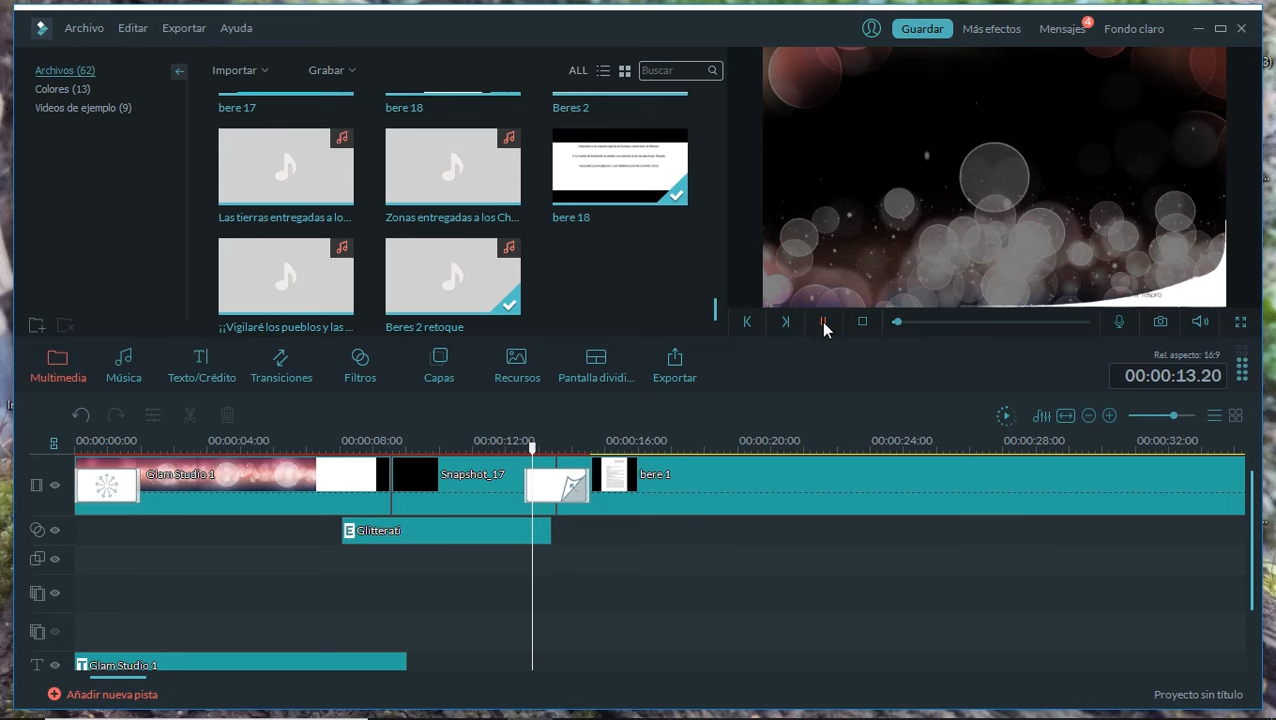 Archivo Editar Exportar Ayuda
Guardar Más efectos Mensajes 4 Fondo claro
Archivos (62)
Colores (13)
Videos de ejemplo (9)
Importar Grabar ALL Buscar
bere 17 bere 18 Beres 2
Las tierras entregadas a lo... Zonas entregadas a los Ch... bere 18
¡¡Vigilaré los pueblos y las ... Beres 2 retoque
Multimedia Música Texto/Crédito Transiciones Filtros Capas Recursos Pantalla dividi... Exportar
Rel. aspecto: 16:9
00:00:13.20
00:00:00:00 00:00:04:00 00:00:08:00 00:00:12:00 00:00:16:00 00:00:20:00 00:00:24:00 00:00:28:00 00:00:32:00
Glam Studio 1 Snapshot_17 bere 1
E Glitterati
T Glam Studio 1
Añadir nueva pista
Proyecto sin título